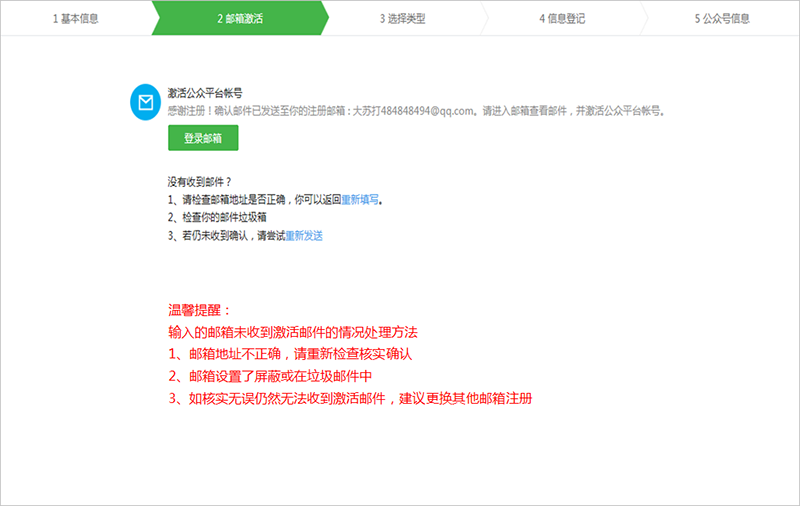 1 基本信息
2 邮箱激活
3 选择类型
4 信息登记
5 公众号信息
激活公众平台帐号
感谢注册！确认邮件已发送至你的注册邮箱 : 大苏打484848494@qq.com。请进入邮箱查看邮件，并激活公众平台帐号。
登录邮箱
没有收到邮件？
1、请检查邮箱地址是否正确，你可以返回重新填写。
2、检查你的邮件垃圾箱
3、若仍未收到确认，请尝试重新发送
温馨提醒：
输入的邮箱未收到激活邮件的情况处理方法
1、邮箱地址不正确，请重新检查核实确认
2、邮箱设置了屏蔽或在垃圾邮件中
3、如核实无误仍然无法收到激活邮件，建议更换其他邮箱注册